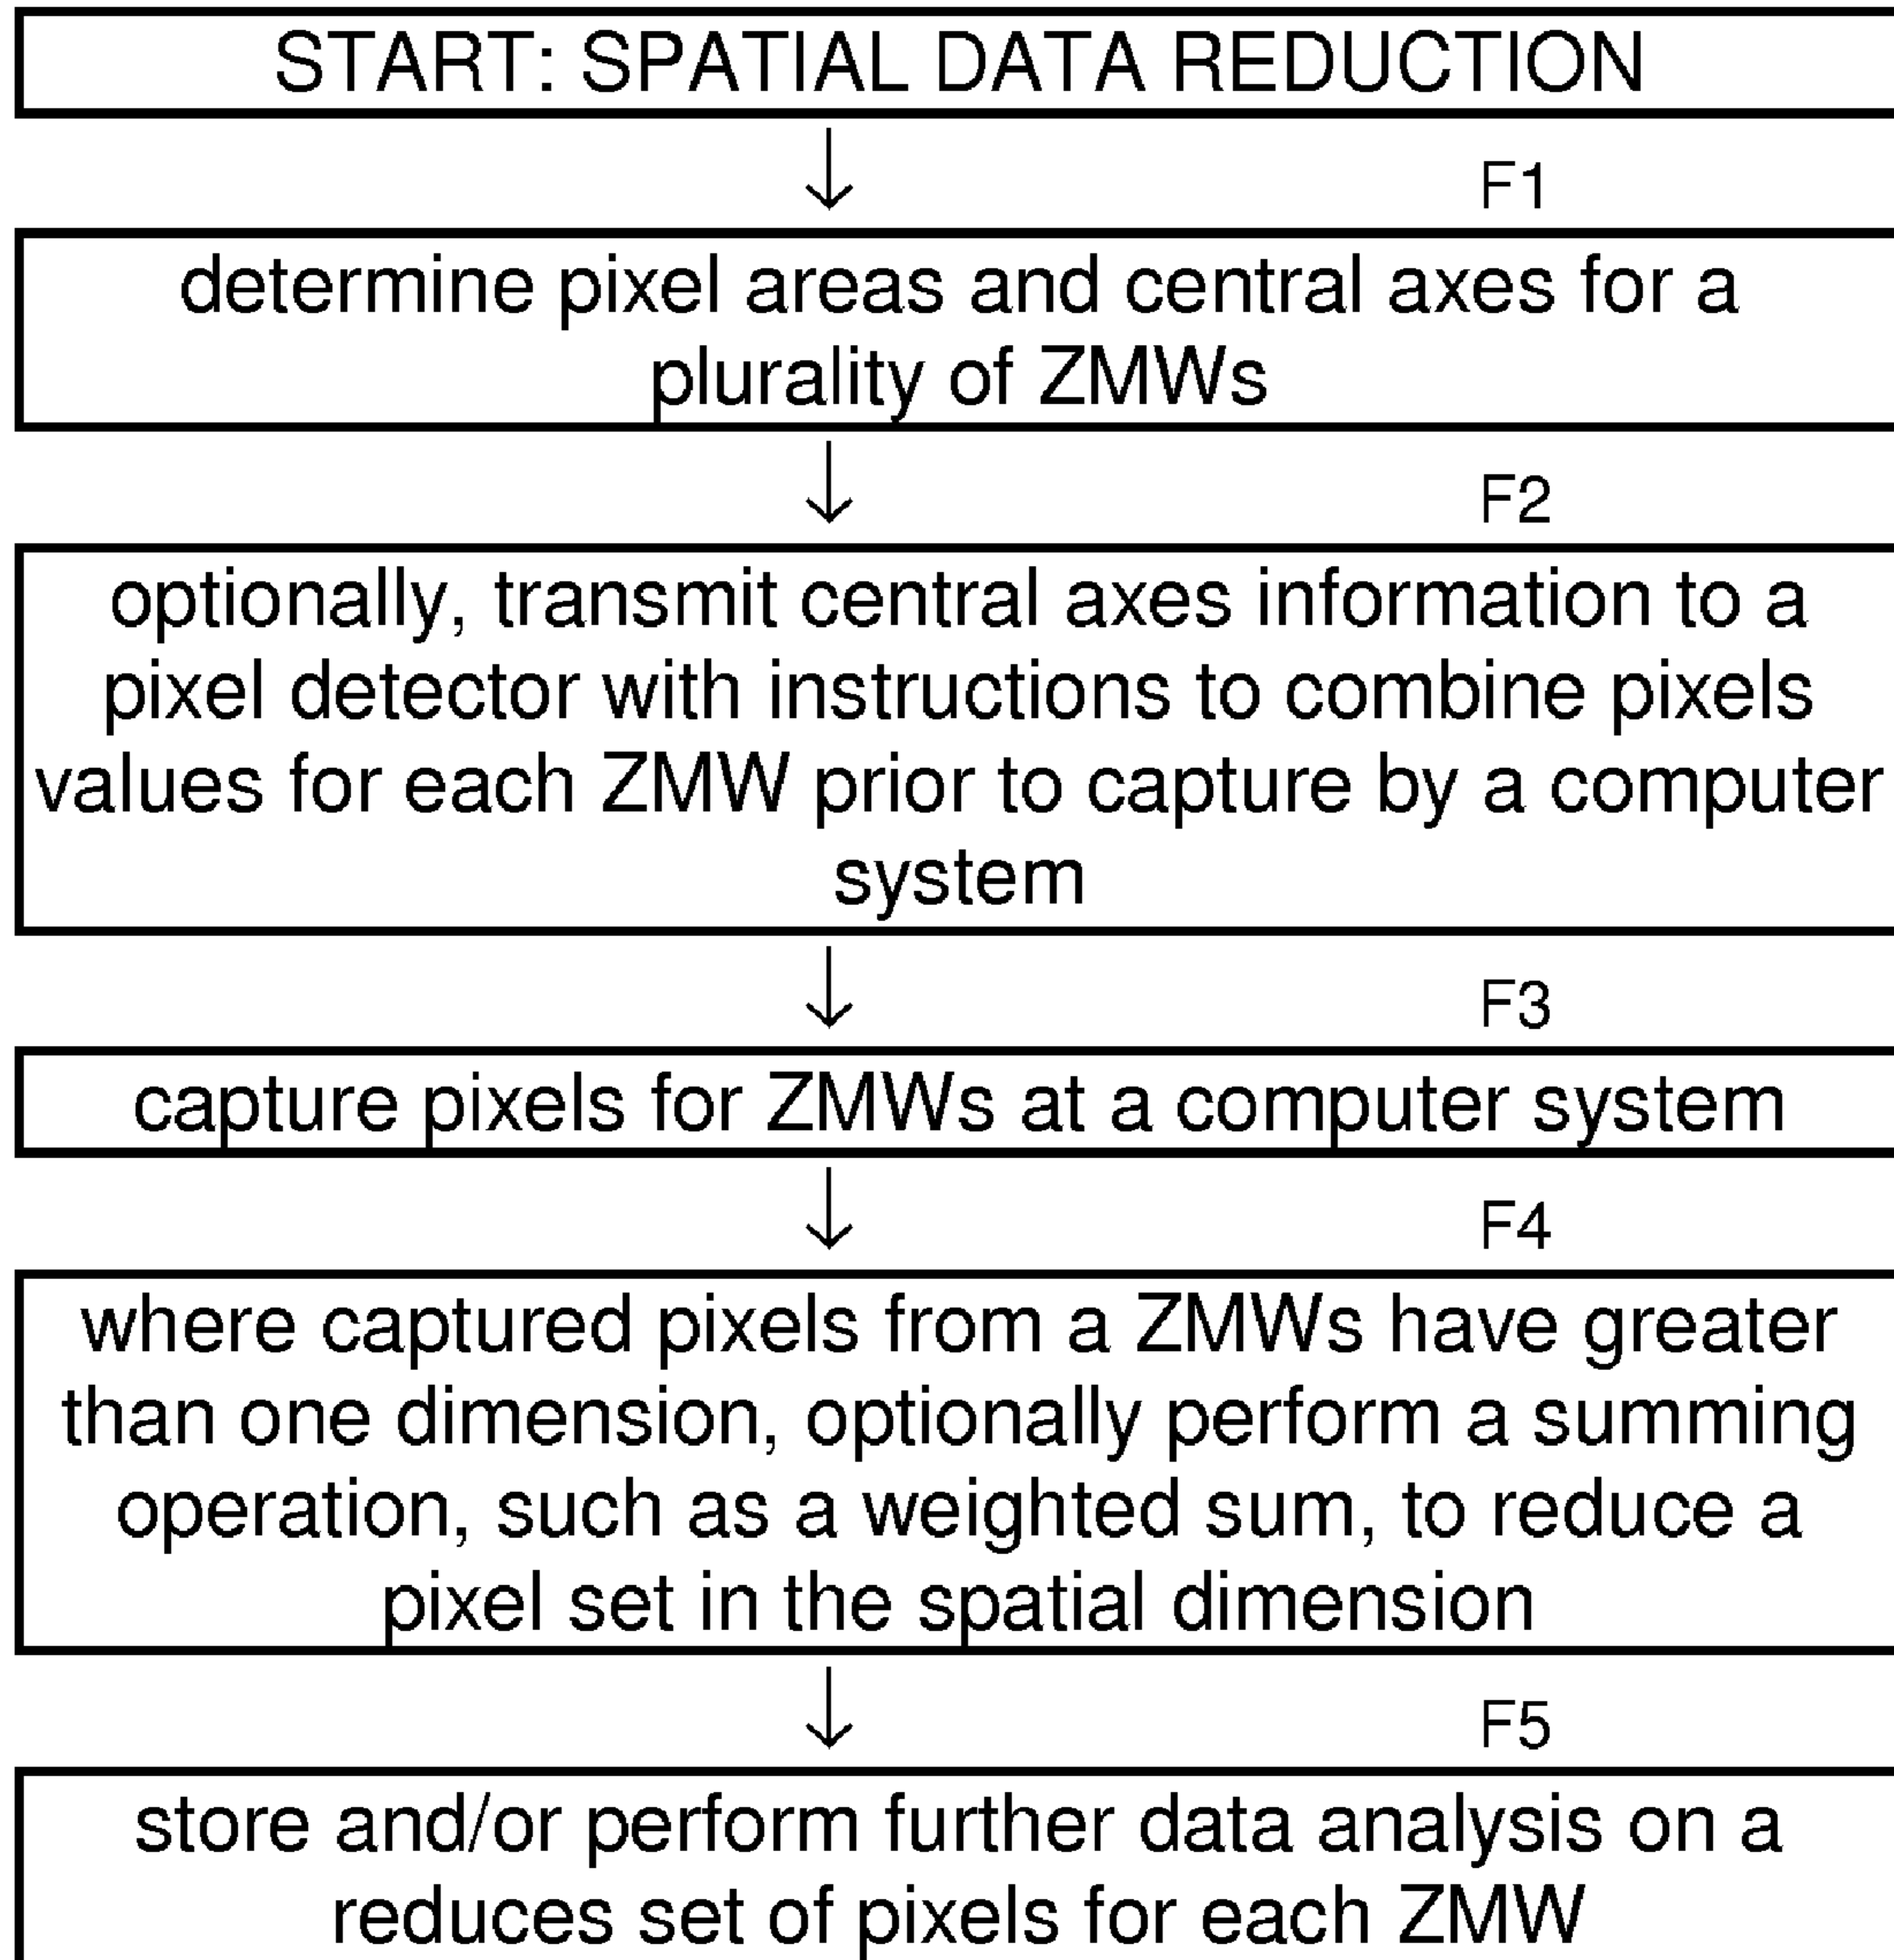 START: SPATIAL DATA REDUCTION
F1
determine pixel areas and central axes for a
plurality of ZMWs
F2
optionally, transmit central axes information to a
pixel detector with instructions to combine pixels
values for each ZMW prior to capture by a computer
system
F3
capture pixels for ZMWs at a computer system
F4
where captured pixels from a ZMWs have greater
than one dimension, optionally perform a summing
operation, such as a weighted sum, to reduce a
pixel set in the spatial dimension
F5
store and/or perform further data analysis on a
reduces set of pixels for each ZMW